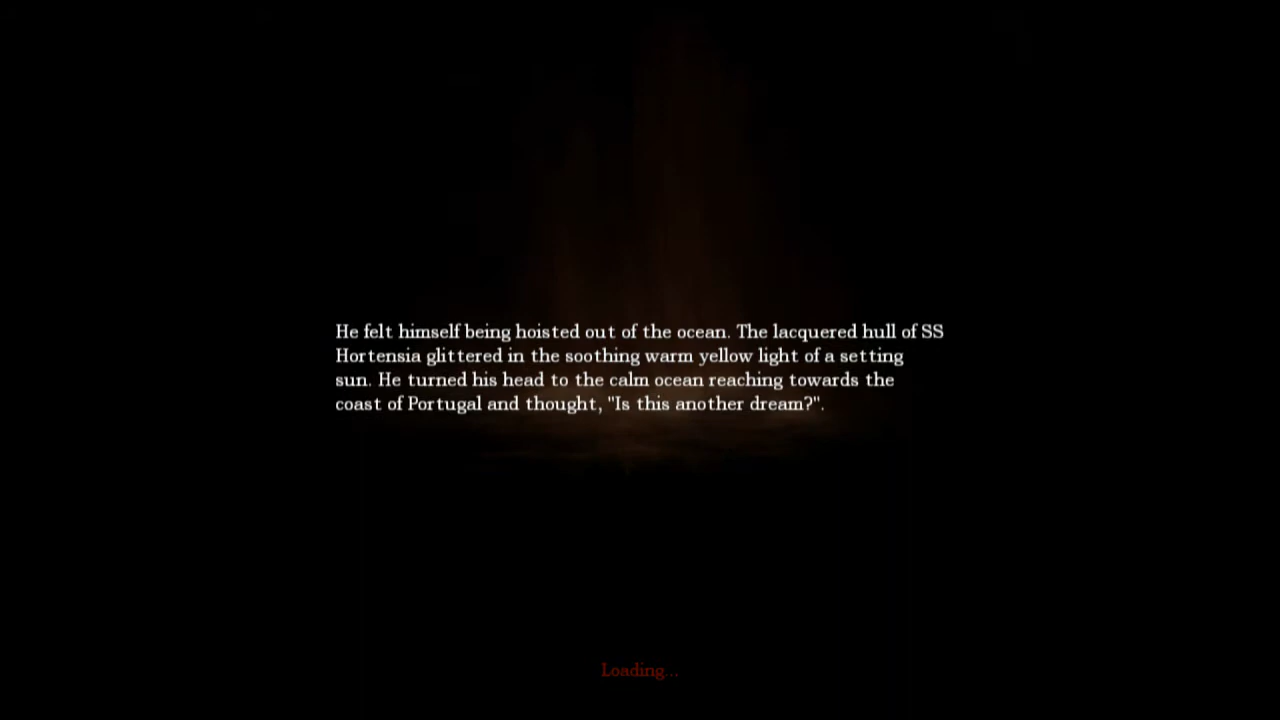 He felt himself being hoisted out of the ocean. The lacquered hull of SS
Hortensia glittered in the soothing warm yellow light of a setting
sun. He turned his head to the calm ocean reaching towards the
coast of Portugal and thought, "Is this another dream?".
Loading...